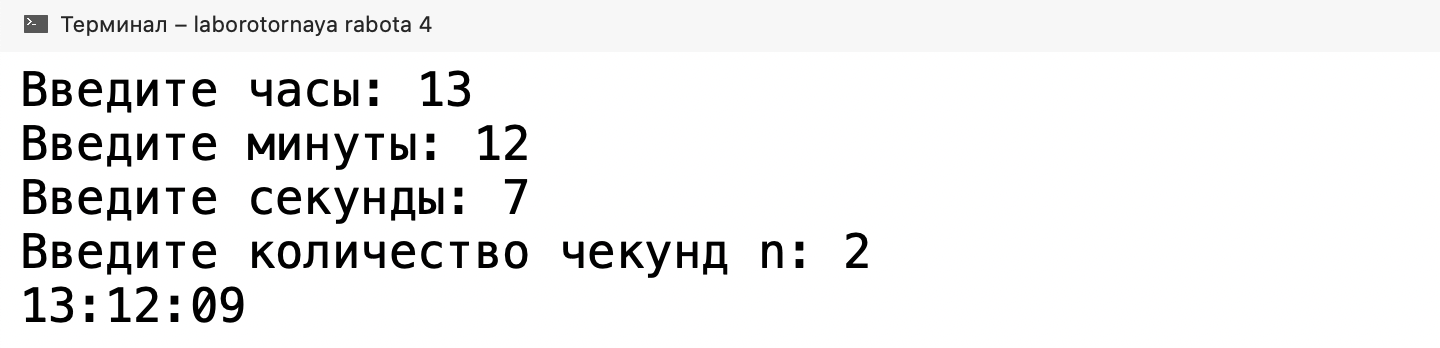 Терминал – laborotornaya rabota 4
Введите часы: 13
Введите минуты: 12
Введите секунды: 7
Введите количество чекунд n: 2
13:12:09